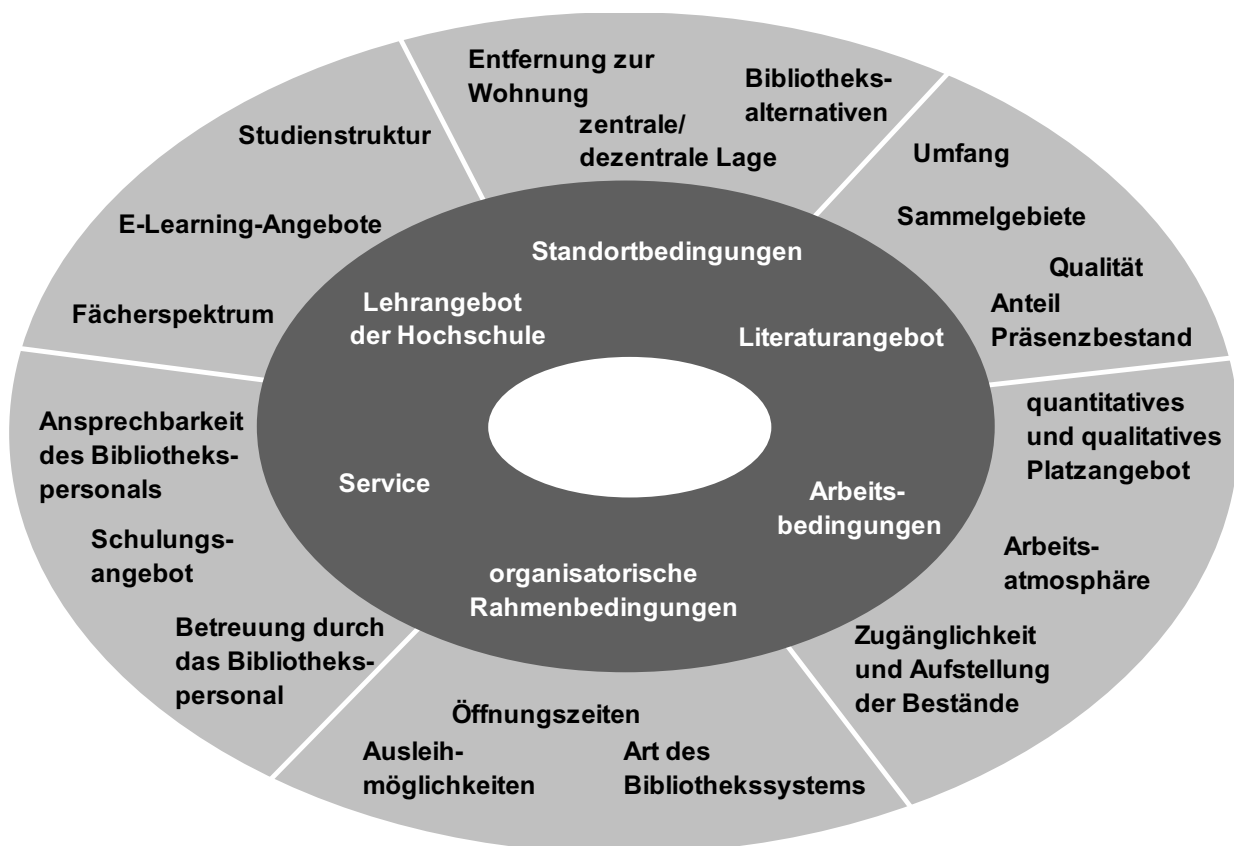 Entfernung zur
Wohnung
Bibliotheks-
alternativen
zentrale/
dezentrale Lage
Studienstruktur
E-Learning-Angebote
Fächerspektrum
Umfang
Sammelgebiete
Qualität
Anteil
Präsenzbestand
Standortbedingungen
Lehrangebot
der Hochschule
Literaturangebot
Service
Arbeits-
bedingungen
organisatorische
Rahmenbedingungen
Ansprechbarkeit
des Bibliotheks-
personals
Schulungs-
angebot
Betreuung durch
das Bibliotheks-
personal
quantitatives
und qualitatives
Platzangebot
Arbeits-
atmosphäre
Zugänglichkeit
und Aufstellung
der Bestände
Öffnungszeiten
Ausleih-
möglichkeiten
Art des
Bibliothekssystems